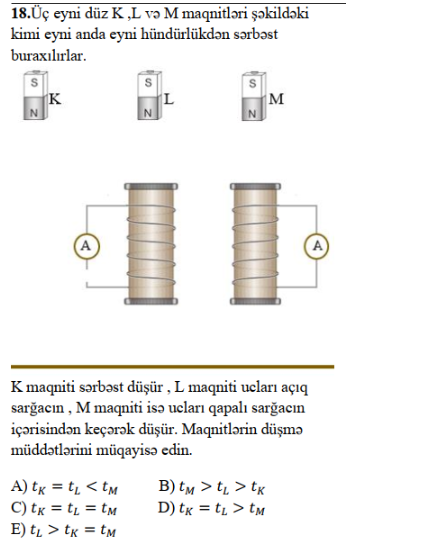 18.Üç eyni düz K ,L və M maqnitləri şəkildəki
kimi eyni anda eyni hündürlükdən sərbəst
buraxılırlar.
S
N
K
S
N
L
S
N
M
A
A
K maqniti sərbəst düşür , L maqniti ucları açıq
sarğacın , M maqniti isə ucları qapalı sarğacın
içərisindən keçərək düşür. Maqnitlərin düşmə
müddətlərini müqayisə edin.
A) t_K = t_L < t_M
B) t_M > t_L > t_K
C) t_K = t_L = t_M
D) t_K = t_L > t_M
E) t_L > t_K = t_M